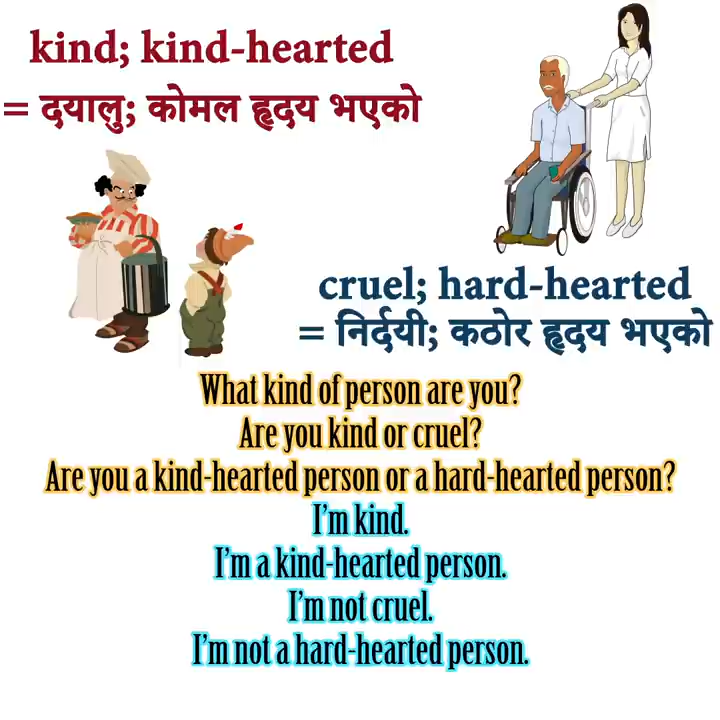 kind; kind-hearted
= दयालु; कोमल हृदय भएको
cruel; hard-hearted
= निर्दयी; कठोर हृदय भएको
What kind of person are you?
Are you kind or cruel?
Are you a kind-hearted person or a hard-hearted person?
I'm kind.
I'm a kind-hearted person.
I'm not cruel.
I'm not a hard-hearted person.